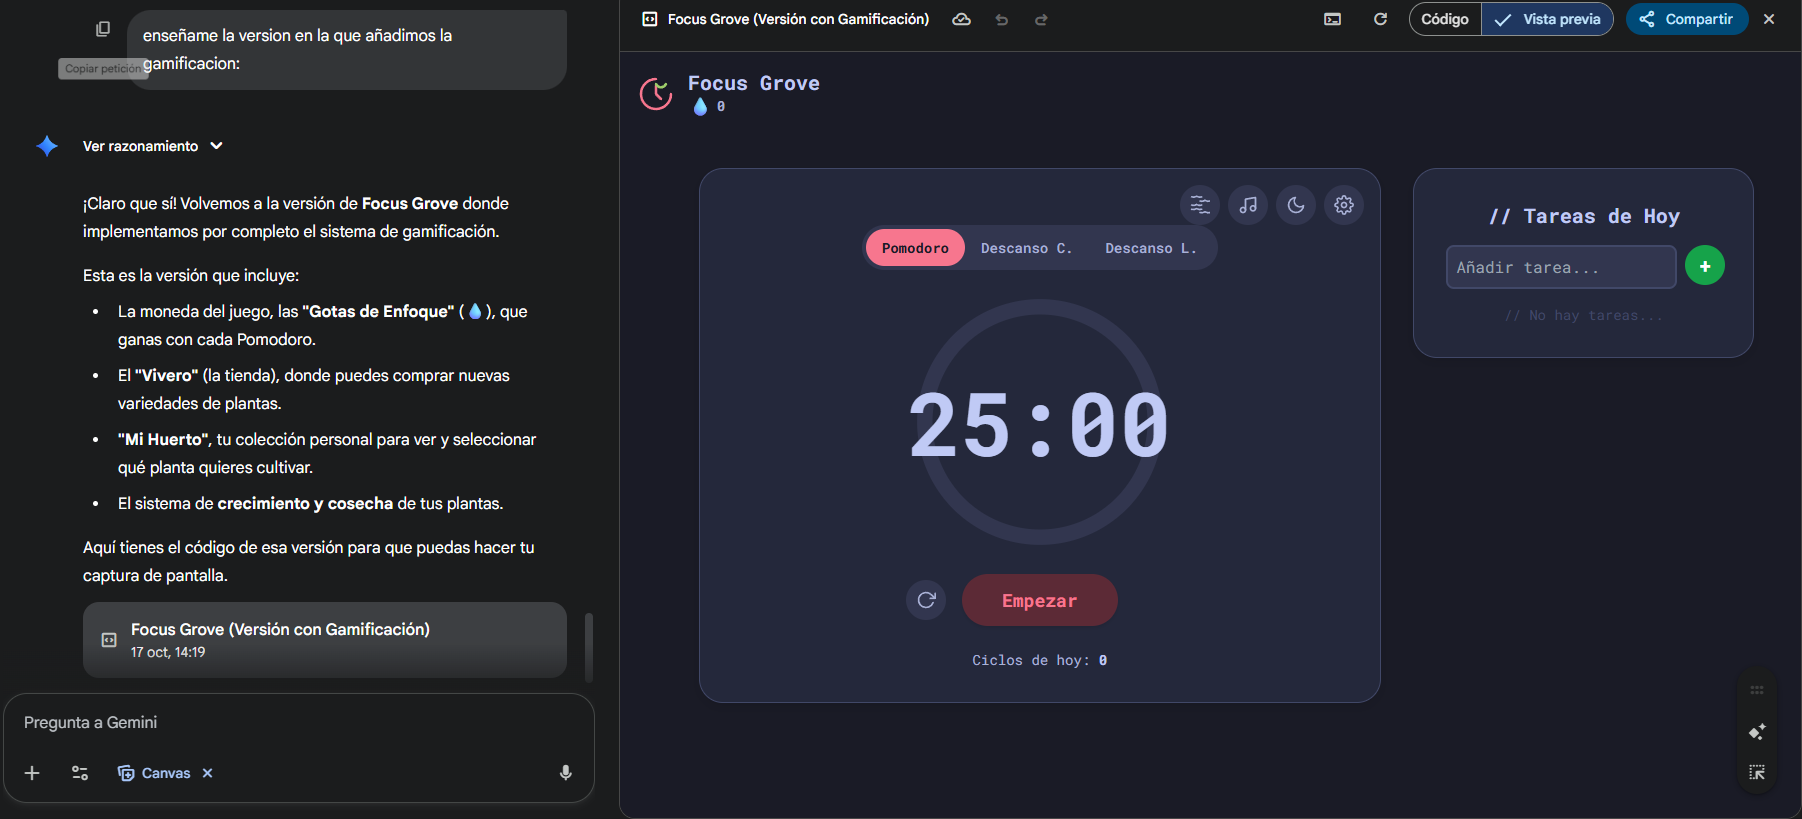 enseñame la version en la que añadimos la
gamificacion:
Copiar petición
Ver razonamiento
¡Claro que sí! Volvemos a la versión de Focus Grove donde
implementamos por completo el sistema de gamificación.
Esta es la versión que incluye:
• La moneda del juego, las "Gotas de Enfoque" (💧), que
ganas con cada Pomodoro.
• El "Vivero" (la tienda), donde puedes comprar nuevas
variedades de plantas.
• "Mi Huerto", tu colección personal para ver y seleccionar
qué planta quieres cultivar.
• El sistema de crecimiento y cosecha de tus plantas.
Aquí tienes el código de esa versión para que puedas hacer tu
captura de pantalla.
Focus Grove (Versión con Gamificación)
17 oct, 14:19
Pregunta a Gemini
Canvas
Focus Grove (Versión con Gamificación)
Código
Vista previa
Compartir
Focus Grove
💧 0
Pomodoro
Descanso C.
Descanso L.
25:00
Empezar
Ciclos de hoy: 0
// Tareas de Hoy
Añadir tarea...
+
// No hay tareas...